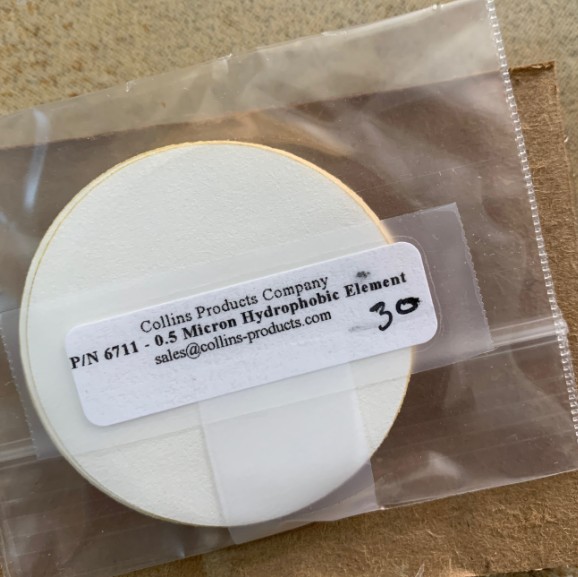 Collins Products Company
P/N 6711 - 0.5 Micron Hydrophobic Element
sales@collins-products.com
30